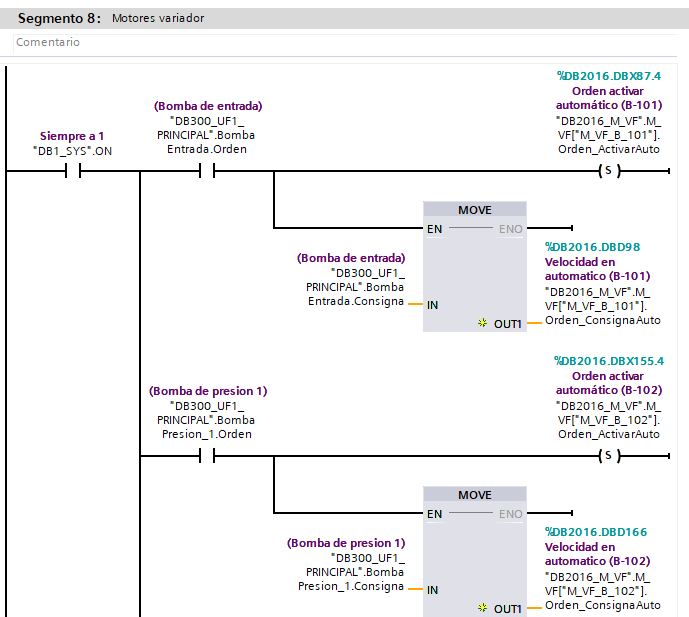 Segmento 8: Motores variador
Comentario
%DB2016.DBX87.4
Orden activar
automático (B-101)
"DB2016_M_VF".M_
VF["M_VF_B_101"].
Orden_ActivarAuto
(Bomba de entrada)
"DB300_UF1_
PRINCIPAL".Bomba
Entrada.Orden
Siempre a 1
"DB1_SYS".ON
S
MOVE
EN
ENO
%DB2016.DBD98
Velocidad en
automatico (B-101)
"DB2016_M_VF".M_
VF["M_VF_B_101"].
Orden_ConsignaAuto
(Bomba de entrada)
"DB300_UF1_
PRINCIPAL".Bomba
Entrada.Consigna
IN
OUT1
%DB2016.DBX155.4
Orden activar
automático (B-102)
"DB2016_M_VF".M_
VF["M_VF_B_102"].
Orden_ActivarAuto
(Bomba de presion 1)
"DB300_UF1_
PRINCIPAL".Bomba
Presion_1.Orden
S
MOVE
EN
ENO
%DB2016.DBD166
Velocidad en
automatico (B-102)
"DB2016_M_VF".M_
VF["M_VF_B_102"].
Orden_ConsignaAuto
(Bomba de presion 1)
"DB300_UF1_
PRINCIPAL".Bomba
Presion_1.Consigna
IN
OUT1